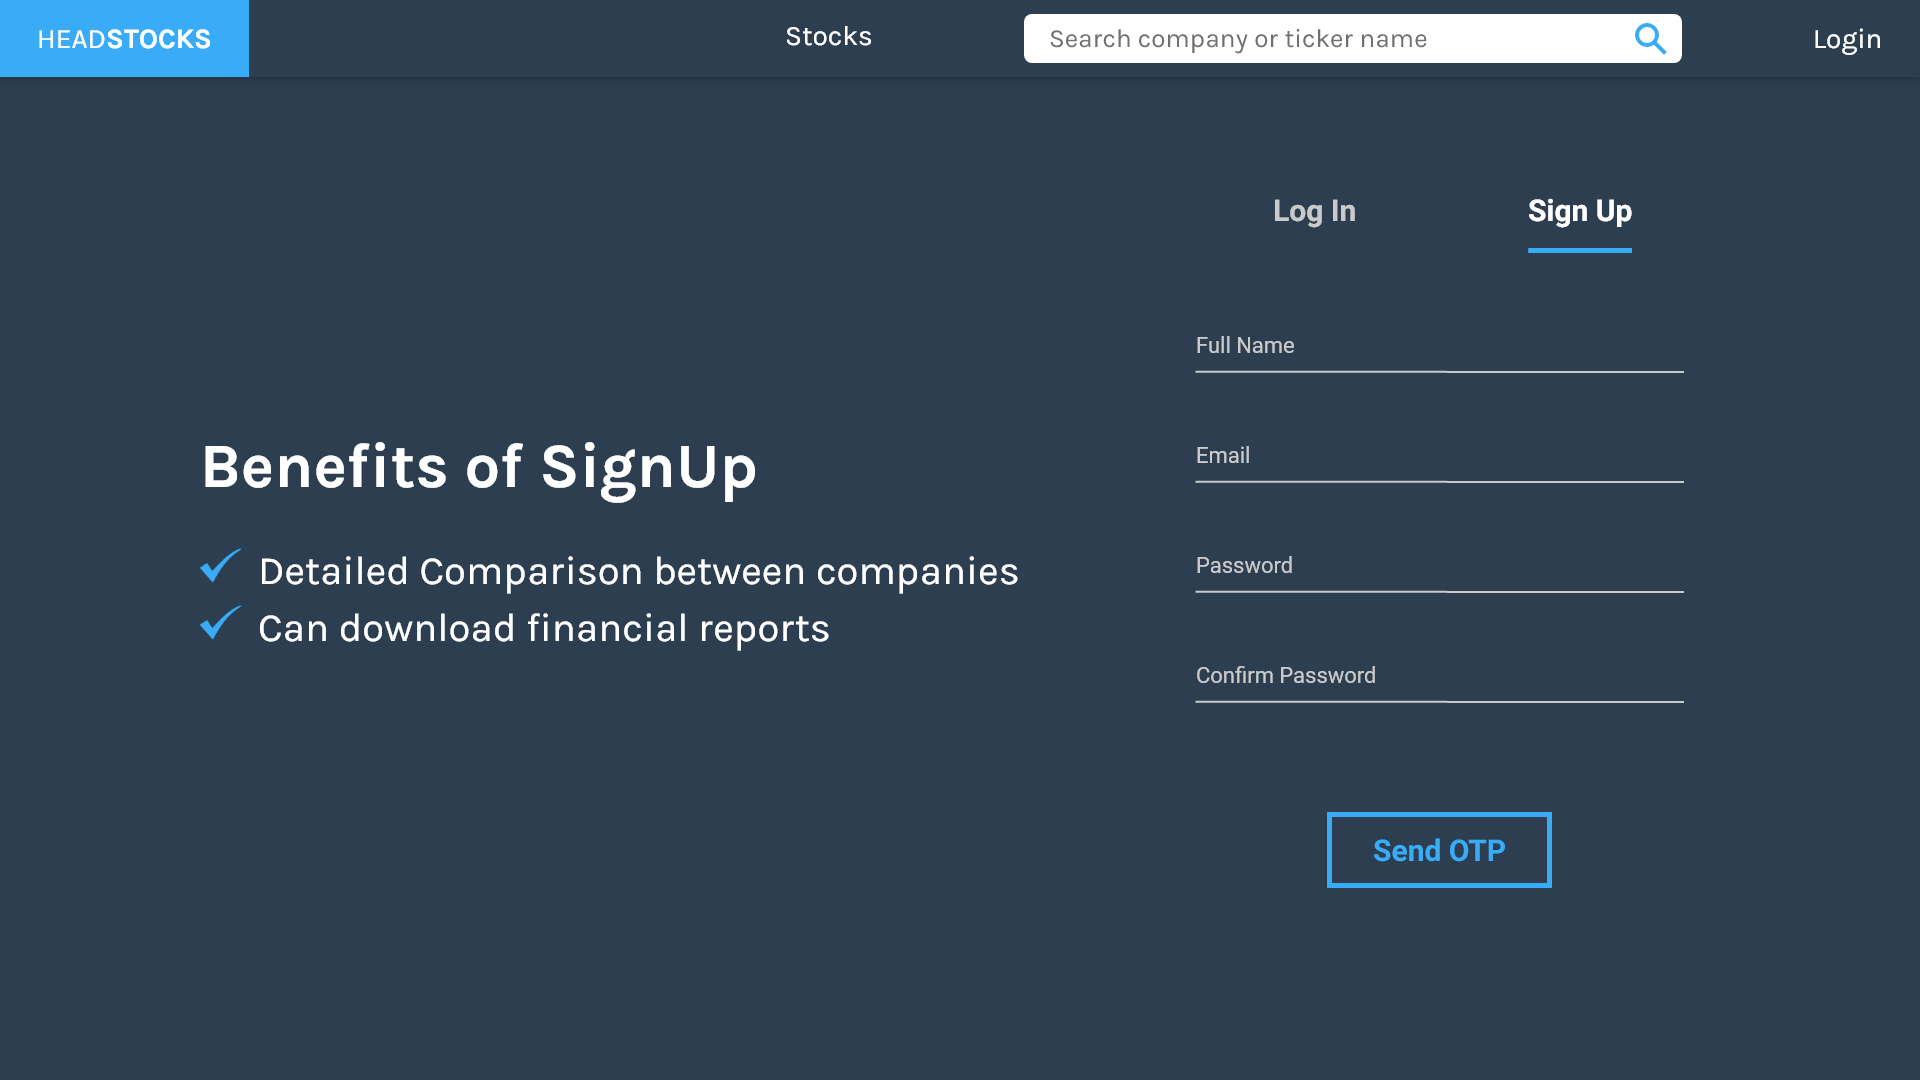 HEADSTOCKS
Stocks
Search company or ticker name
Login
Log In
Sign Up
Full Name
Email
Password
Confirm Password
Send OTP
Benefits of SignUp
Detailed Comparison between companies
Can download financial reports